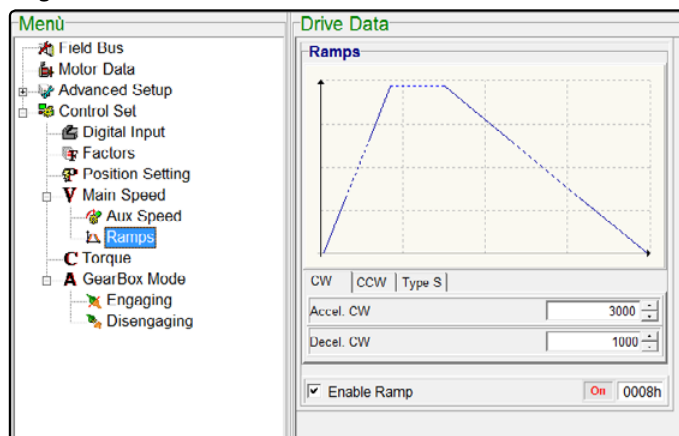 Menù
Field Bus
Motor Data
Advanced Setup
Control Set
Digital Input
Factors
Position Setting
V Main Speed
Aux Speed
Ramps
C Torque
A GearBox Mode
Engaging
Disengaging
Drive Data
Ramps
CW CCW Type S
Accel. CW 3000
Decel. CW 1000
Enable Ramp On 0008h